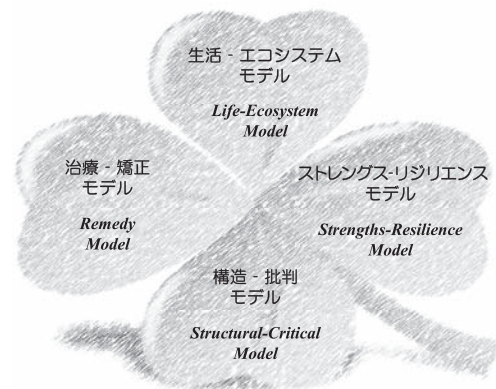 生活 - エコシステム
モデル
Life-Ecosystem
Model
治療 - 矯正
モデル
Remedy
Model
ストレングス-リジリエンス
モデル
Strengths-Resilience
Model
構造 - 批判
モデル
Structural-Critical
Model